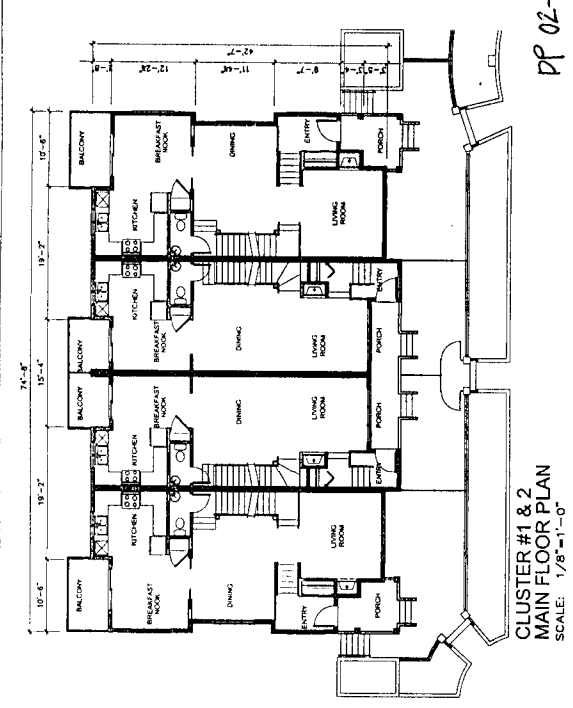 74'-8"
10'-6"
19'-2"
15'-4"
19'-2"
10'-6"
BALCONY
BALCONY
BALCONY
BALCONY
KITCHEN
KITCHEN
KITCHEN
KITCHEN
BREAKFAST
NOOK
BREAKFAST
NOOK
BREAKFAST
NOOK
BREAKFAST
NOOK
DINING
DINING
DINING
DINING
LIVING
ROOM
LIVING
ROOM
LIVING
ROOM
LIVING
ROOM
ENTRY
ENTRY
ENTRY
ENTRY
PORCH
PORCH
PORCH
PORCH
42'-7"
9'-7"
CLUSTER #1 & 2
MAIN FLOOR PLAN
SCALE: 1/8"=1'-0"
DP 02-